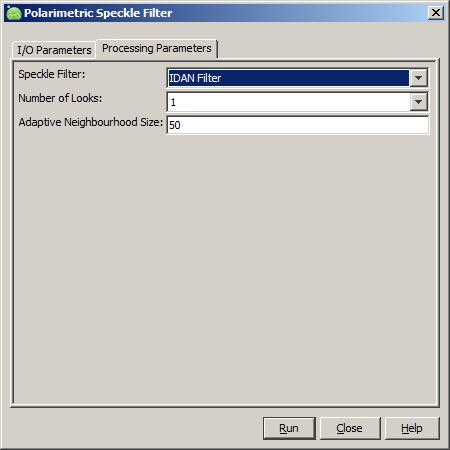 Polarimetric Speckle Filter
I/O Parameters Processing Parameters
Speckle Filter: IDAN Filter
Number of Looks: 1
Adaptive Neighbourhood Size: 50
Run Close Help